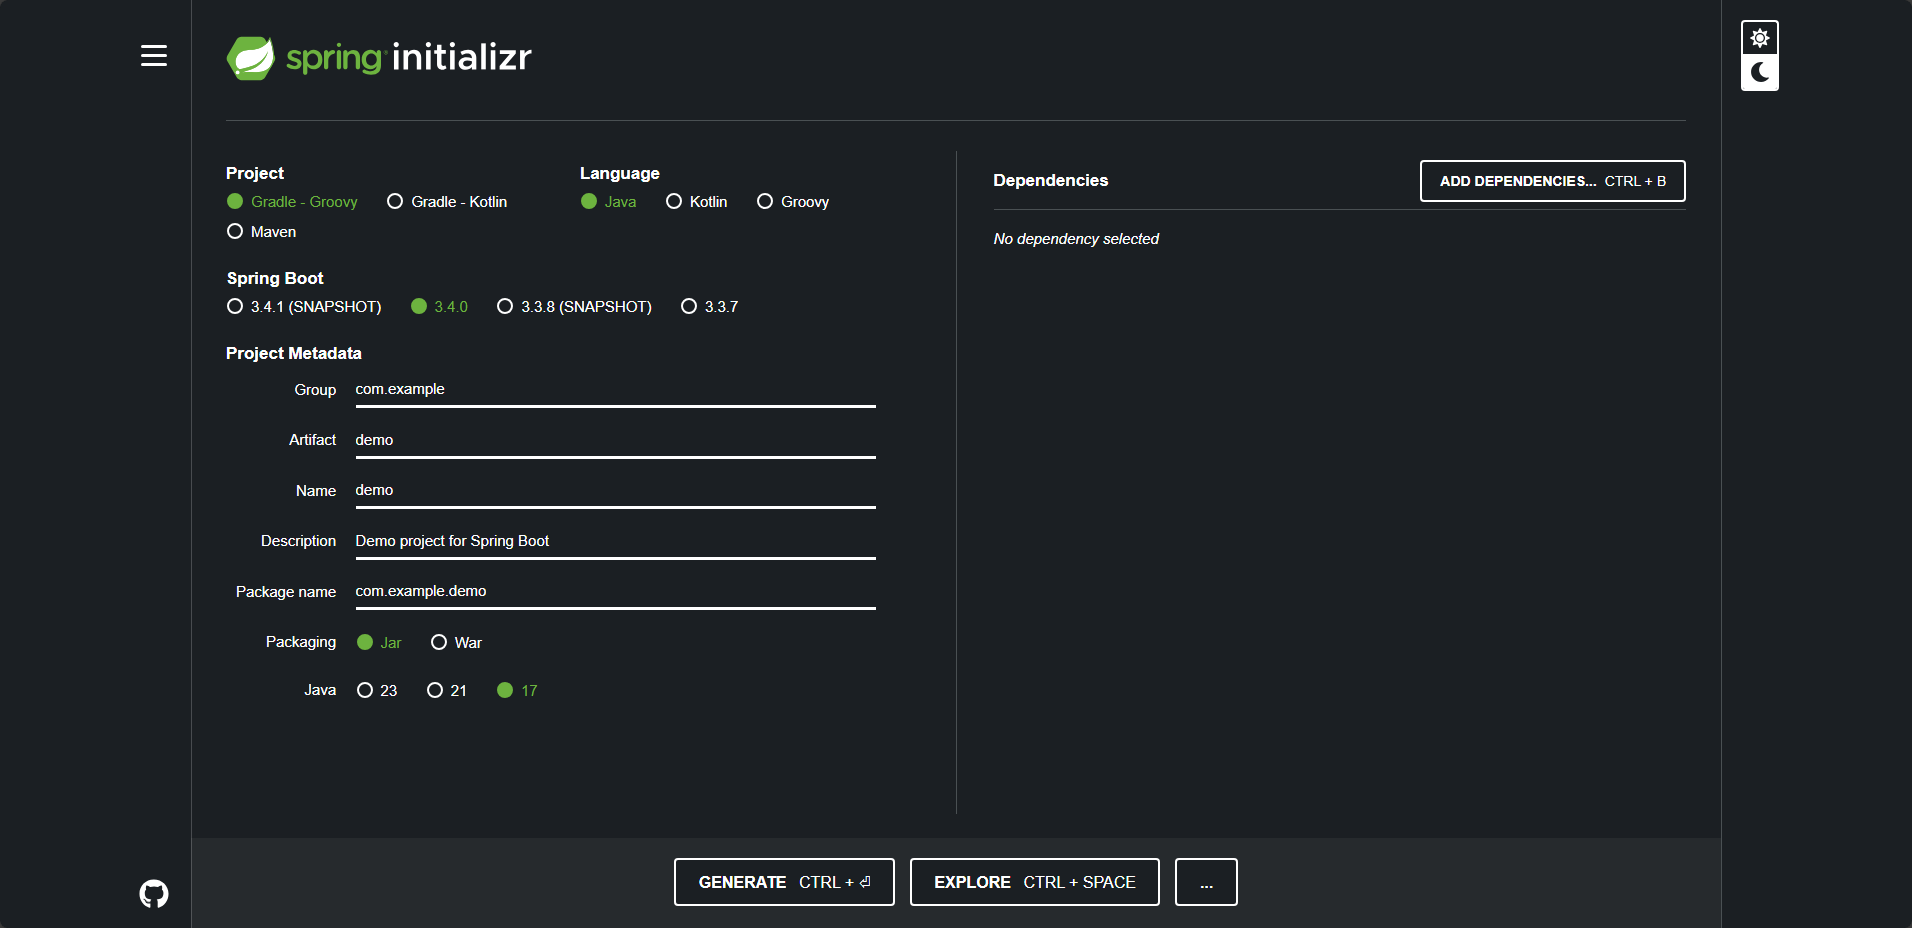 spring initializr
Project
Gradle - Groovy Gradle - Kotlin
Maven
Language
Java Kotlin Groovy
Spring Boot
3.4.1 (SNAPSHOT) 3.4.0 3.3.8 (SNAPSHOT) 3.3.7
Project Metadata
Group com.example
Artifact demo
Name demo
Description Demo project for Spring Boot
Package name com.example.demo
Packaging Jar War
Java 23 21 17
Dependencies ADD DEPENDENCIES... CTRL + B
No dependency selected
GENERATE CTRL + ⏎ EXPLORE CTRL + SPACE ...